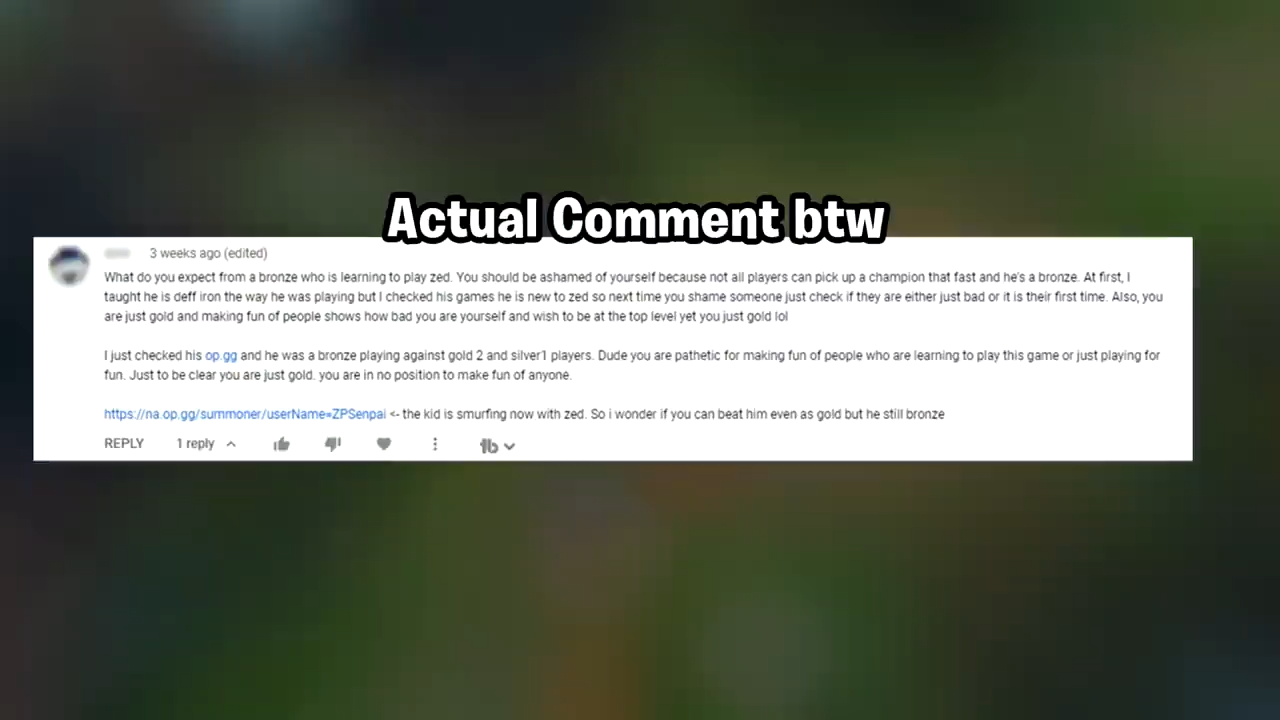 Actual Comment btw
3 weeks ago (edited)
What do you expect from a bronze who is learning to play zed. You should be ashamed of yourself because not all players can pick up a champion that fast and he's a bronze. At first, I
taught he is deff iron the way he was playing but I checked his games he is new to zed so next time you shame someone just check if they are either just bad or it is their first time. Also, you
are just gold and making fun of people shows how bad you are yourself and wish to be at the top level yet you just gold lol
I just checked his op.gg and he was a bronze playing against gold 2 and silver1 players. Dude you are pathetic for making fun of people who are learning to play this game or just playing for
fun. Just to be clear you are just gold. you are in no position to make fun of anyone.
https://na.op.gg/summoner/userName=ZPSenpai <- the kid is smurfing now with zed. So i wonder if you can beat him even as gold but he still bronze
REPLY 1 reply